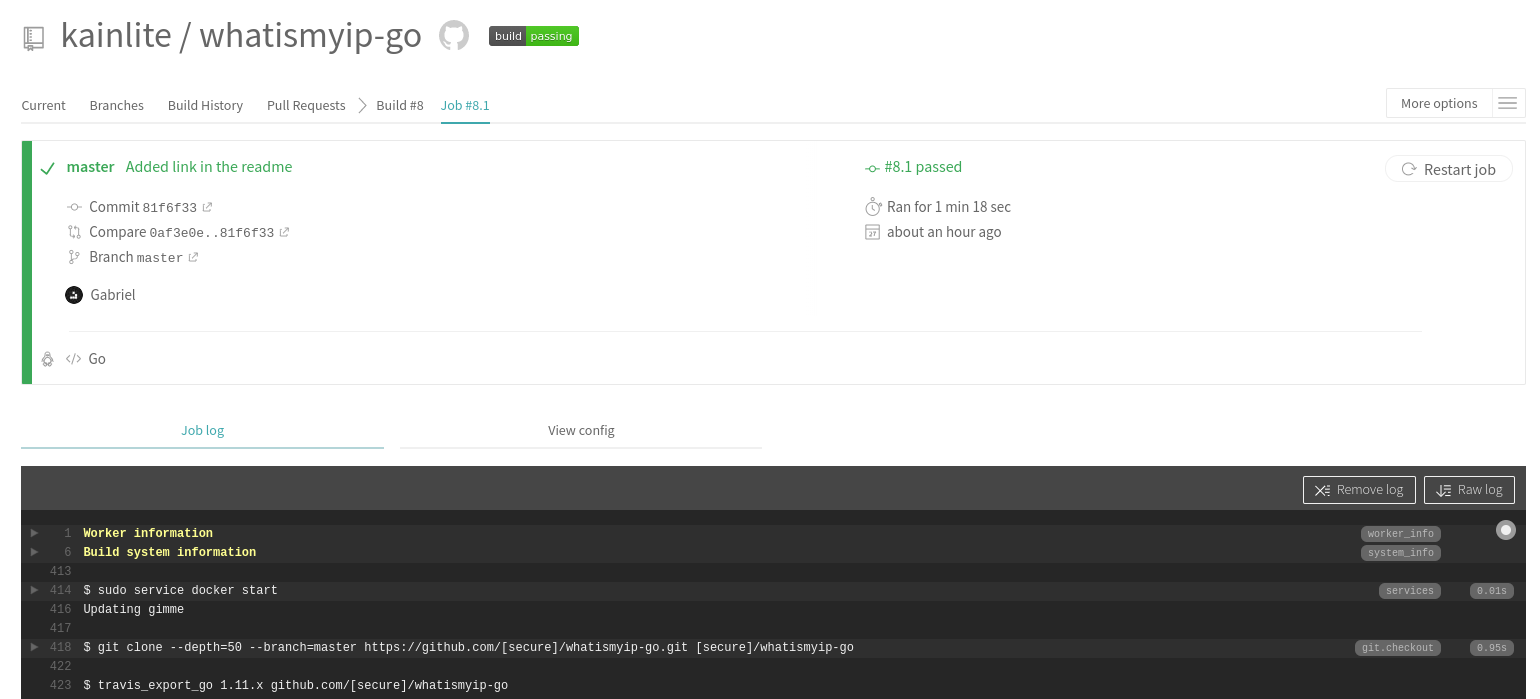 kainlite / whatismyip-go build passing
Current Branches Build History Pull Requests Build #8 Job #8.1 More options
master Added link in the readme #8.1 passed Restart job
Commit 81f6f33 Ran for 1 min 18 sec
Compare 0af3e0e..81f6f33 about an hour ago
Branch master
Gabriel
</> Go
Job log View config
Remove log Raw log
1 Worker information worker_info
6 Build system information system_info
413
414 $ sudo service docker start services 0.01s
416 Updating gimme
417
418 $ git clone --depth=50 --branch=master https://github.com/[secure]/whatismyip-go.git [secure]/whatismyip-go git.checkout 0.95s
422
423 $ travis_export_go 1.11.x github.com/[secure]/whatismyip-go